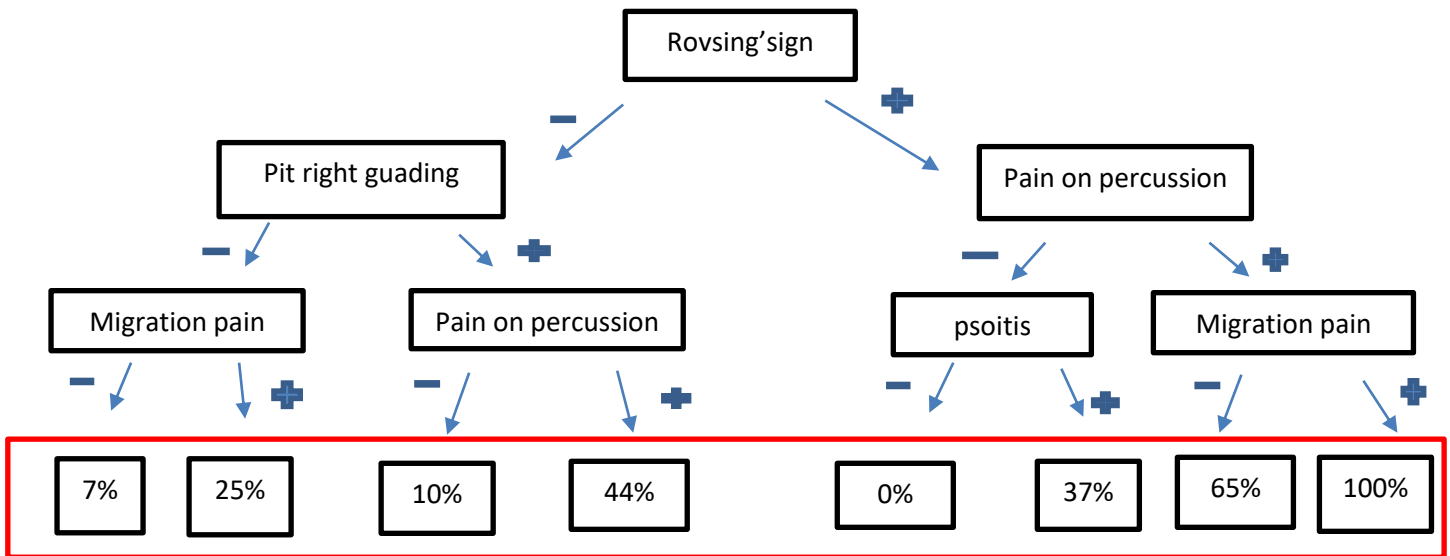 Rovsing'sign
Pit right guading
Pain on percussion
Migration pain
Pain on percussion
psoitis
Migration pain
7%
25%
10%
44%
0%
37%
65%
100%